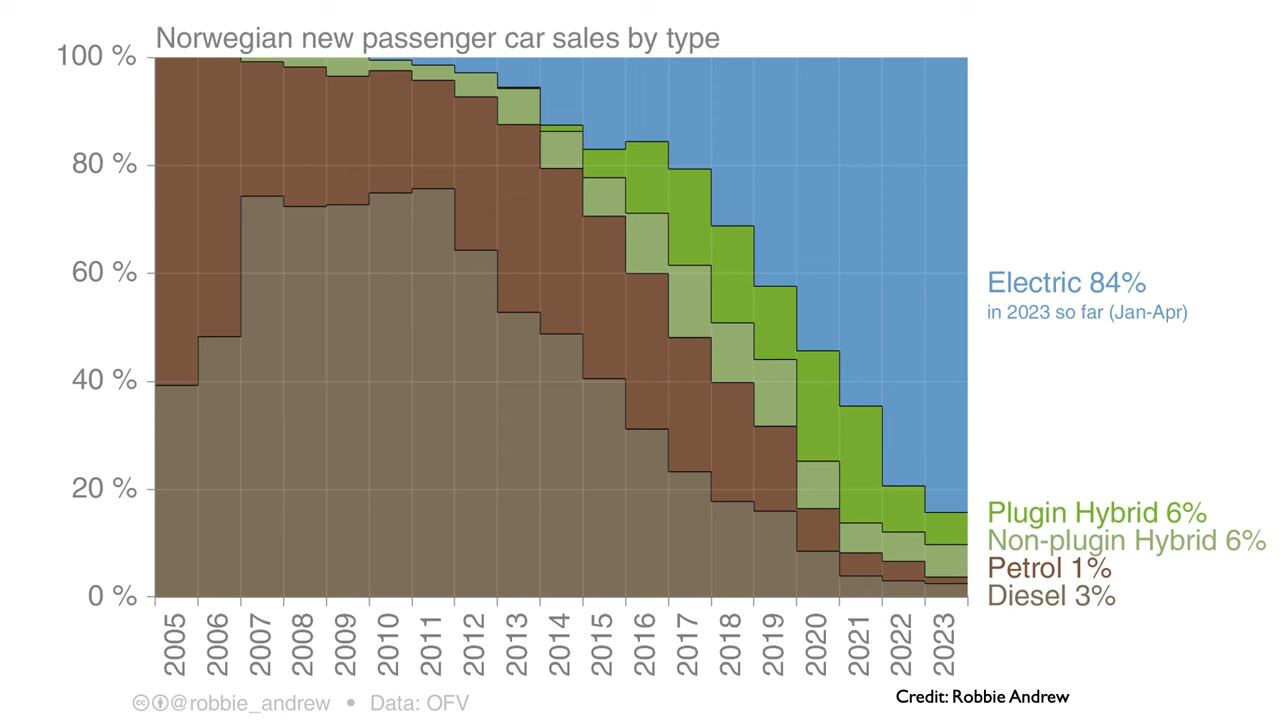 Norwegian new passenger car sales by type
100 %
80 %
60 %
40 %
20 %
0 %
2005
2006
2007
2008
2009
2010
2011
2012
2013
2014
2015
2016
2017
2018
2019
2020
2021
2022
2023
Electric 84%
in 2023 so far (Jan-Apr)
Plugin Hybrid 6%
Non-plugin Hybrid 6%
Petrol 1%
Diesel 3%
cc @robbie_andrew • Data: OFV
Credit: Robbie Andrew